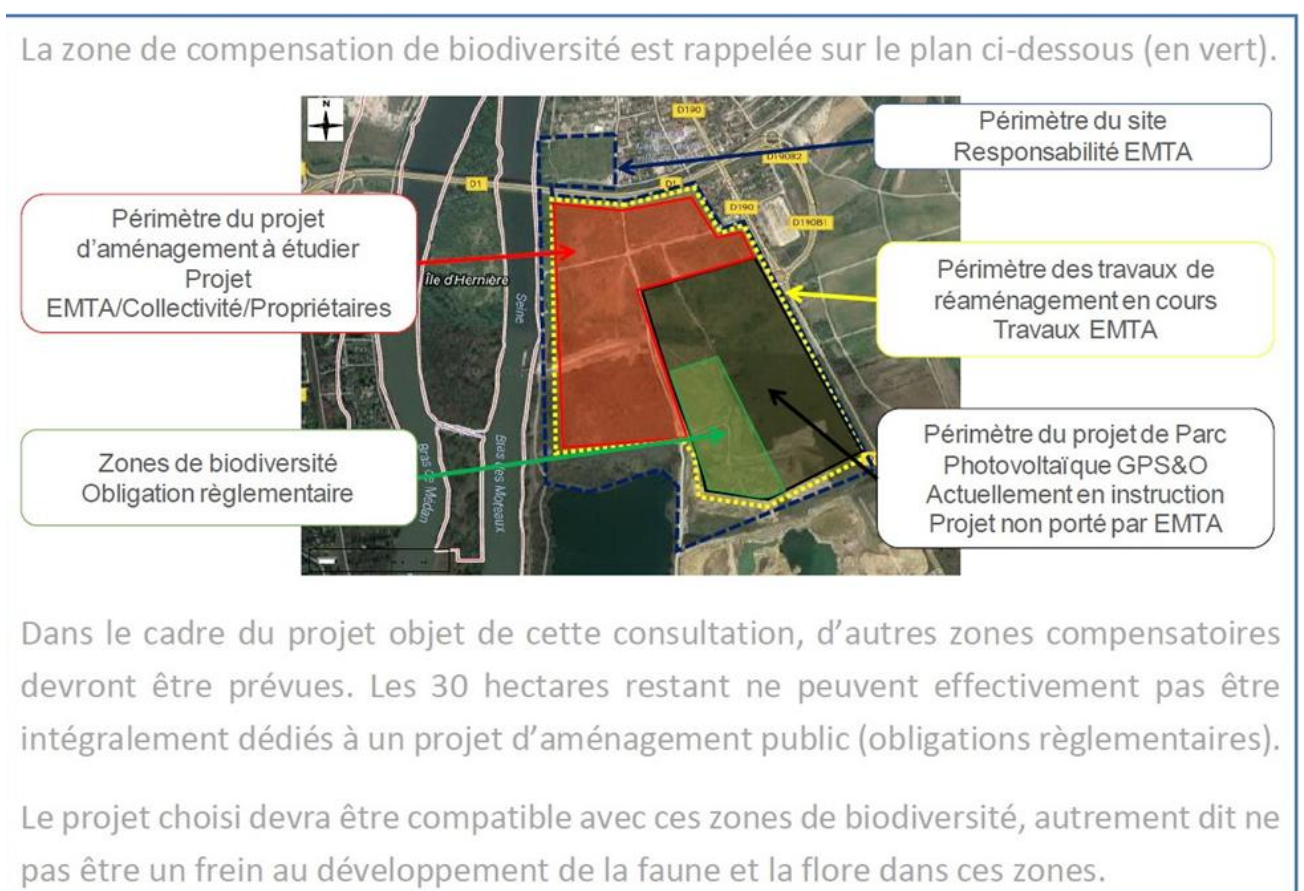 La zone de compensation de biodiversité est rappelée sur le plan ci-dessous (en vert).
N
D190
D190B2
D1
D1
D190
D190B1
Périmètre du site
Responsabilité EMTA
Périmètre du projet
d'aménagement à étudier
Projet
EMTA/Collectivité/Propriétaires
Île d'Hernière
Seine
Périmètre des travaux de
réaménagement en cours
Travaux EMTA
Zones de biodiversité
Obligation règlementaire
Bras de Médan
Bras des Moteaux
Périmètre du projet de Parc
Photovoltaïque GPS&O
Actuellement en instruction
Projet non porté par EMTA
Dans le cadre du projet objet de cette consultation, d'autres zones compensatoires
devront être prévues. Les 30 hectares restant ne peuvent effectivement pas être
intégralement dédiés à un projet d'aménagement public (obligations règlementaires).
Le projet choisi devra être compatible avec ces zones de biodiversité, autrement dit ne
pas être un frein au développement de la faune et la flore dans ces zones.